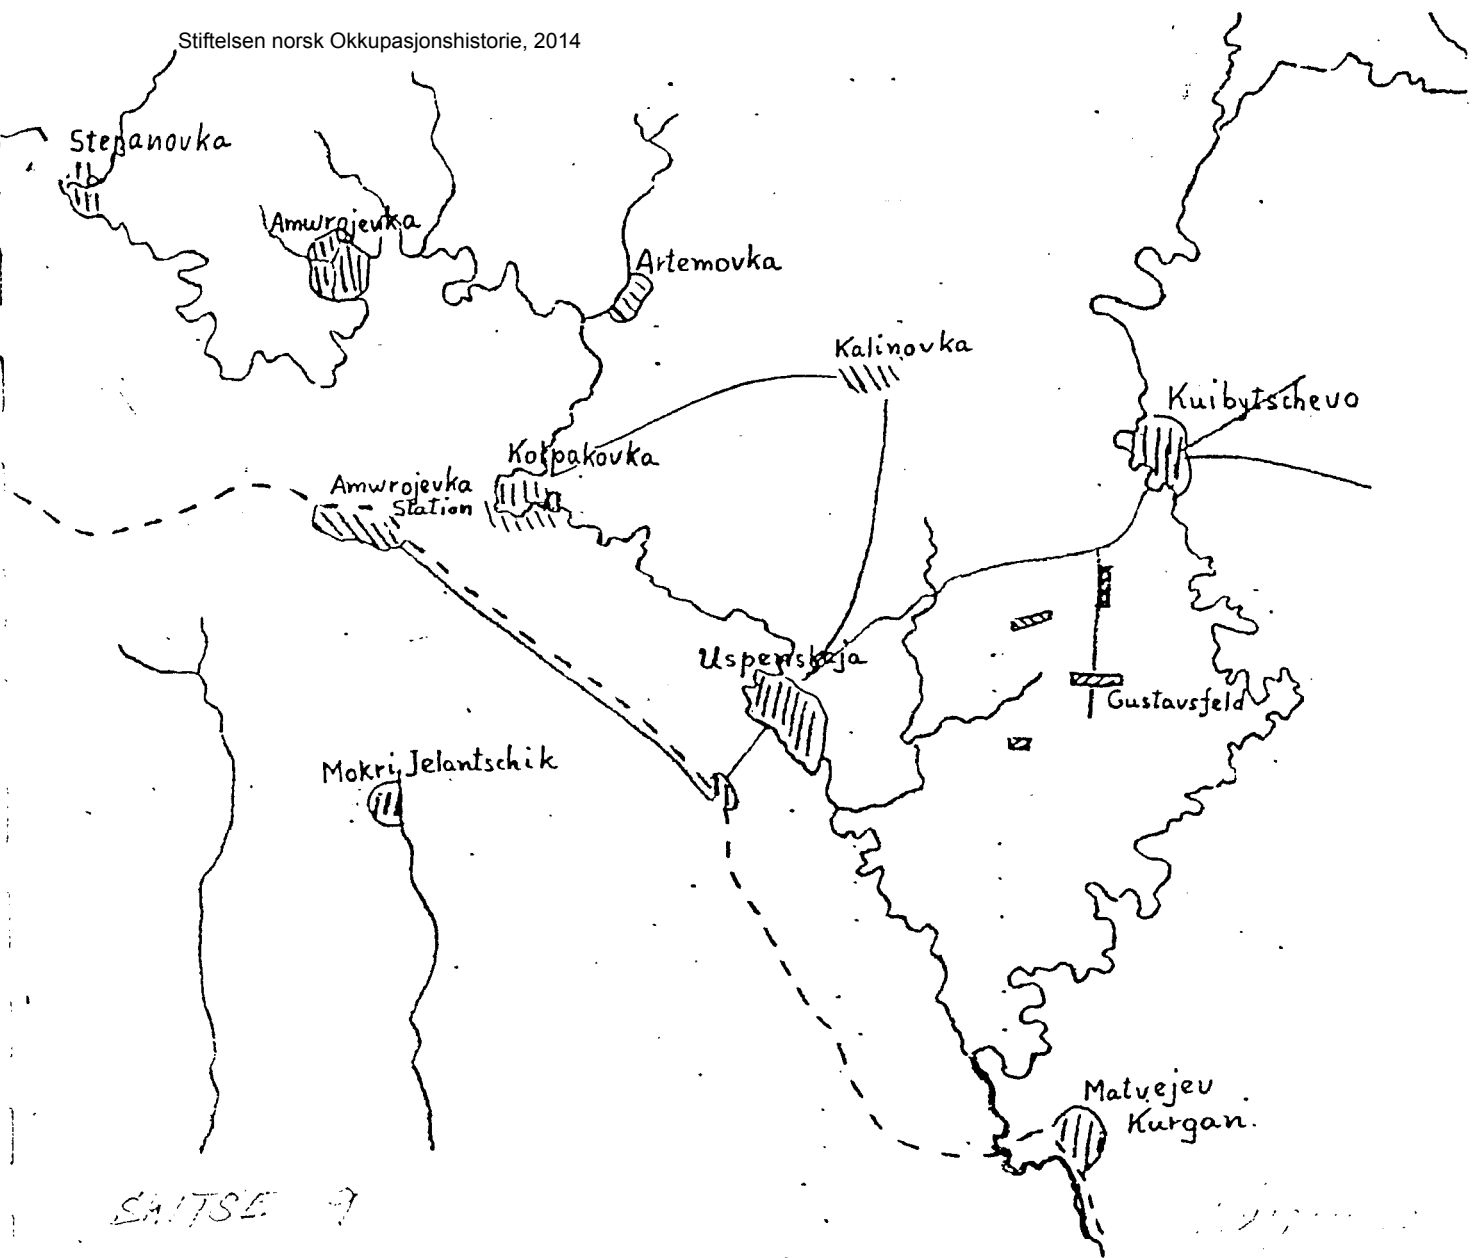 Stiftelsen norsk Okkupasjonshistorie, 2014
Stepanovka
Amwrojevka
Artemovka
Kalinovka
Kuibytschevo
Kolpakovka
Amwrojevka
Station
Uspenskaja
Gustavsfeld
Mokri Jelantschik
Matvejev
Kurgan.